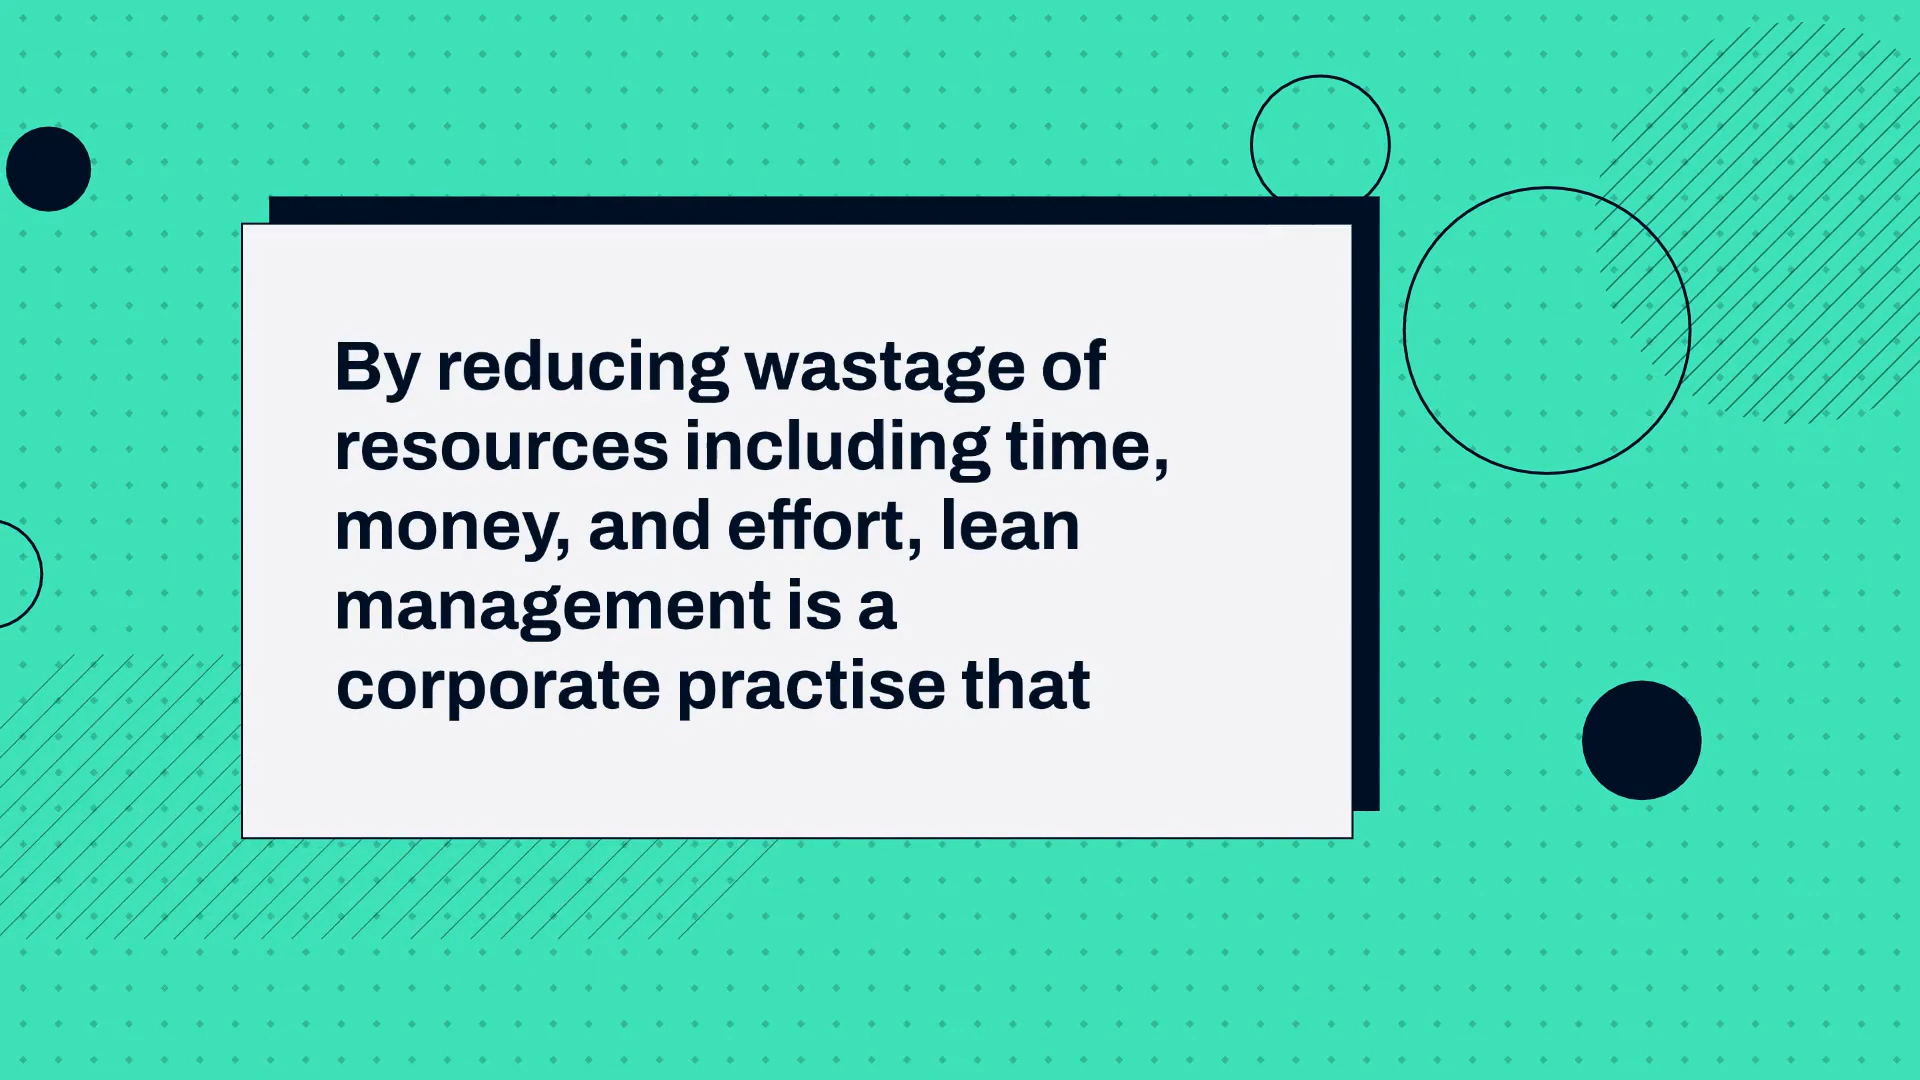 By reducing wastage of
resources including time,
money, and effort, lean
management is a
corporate practise that